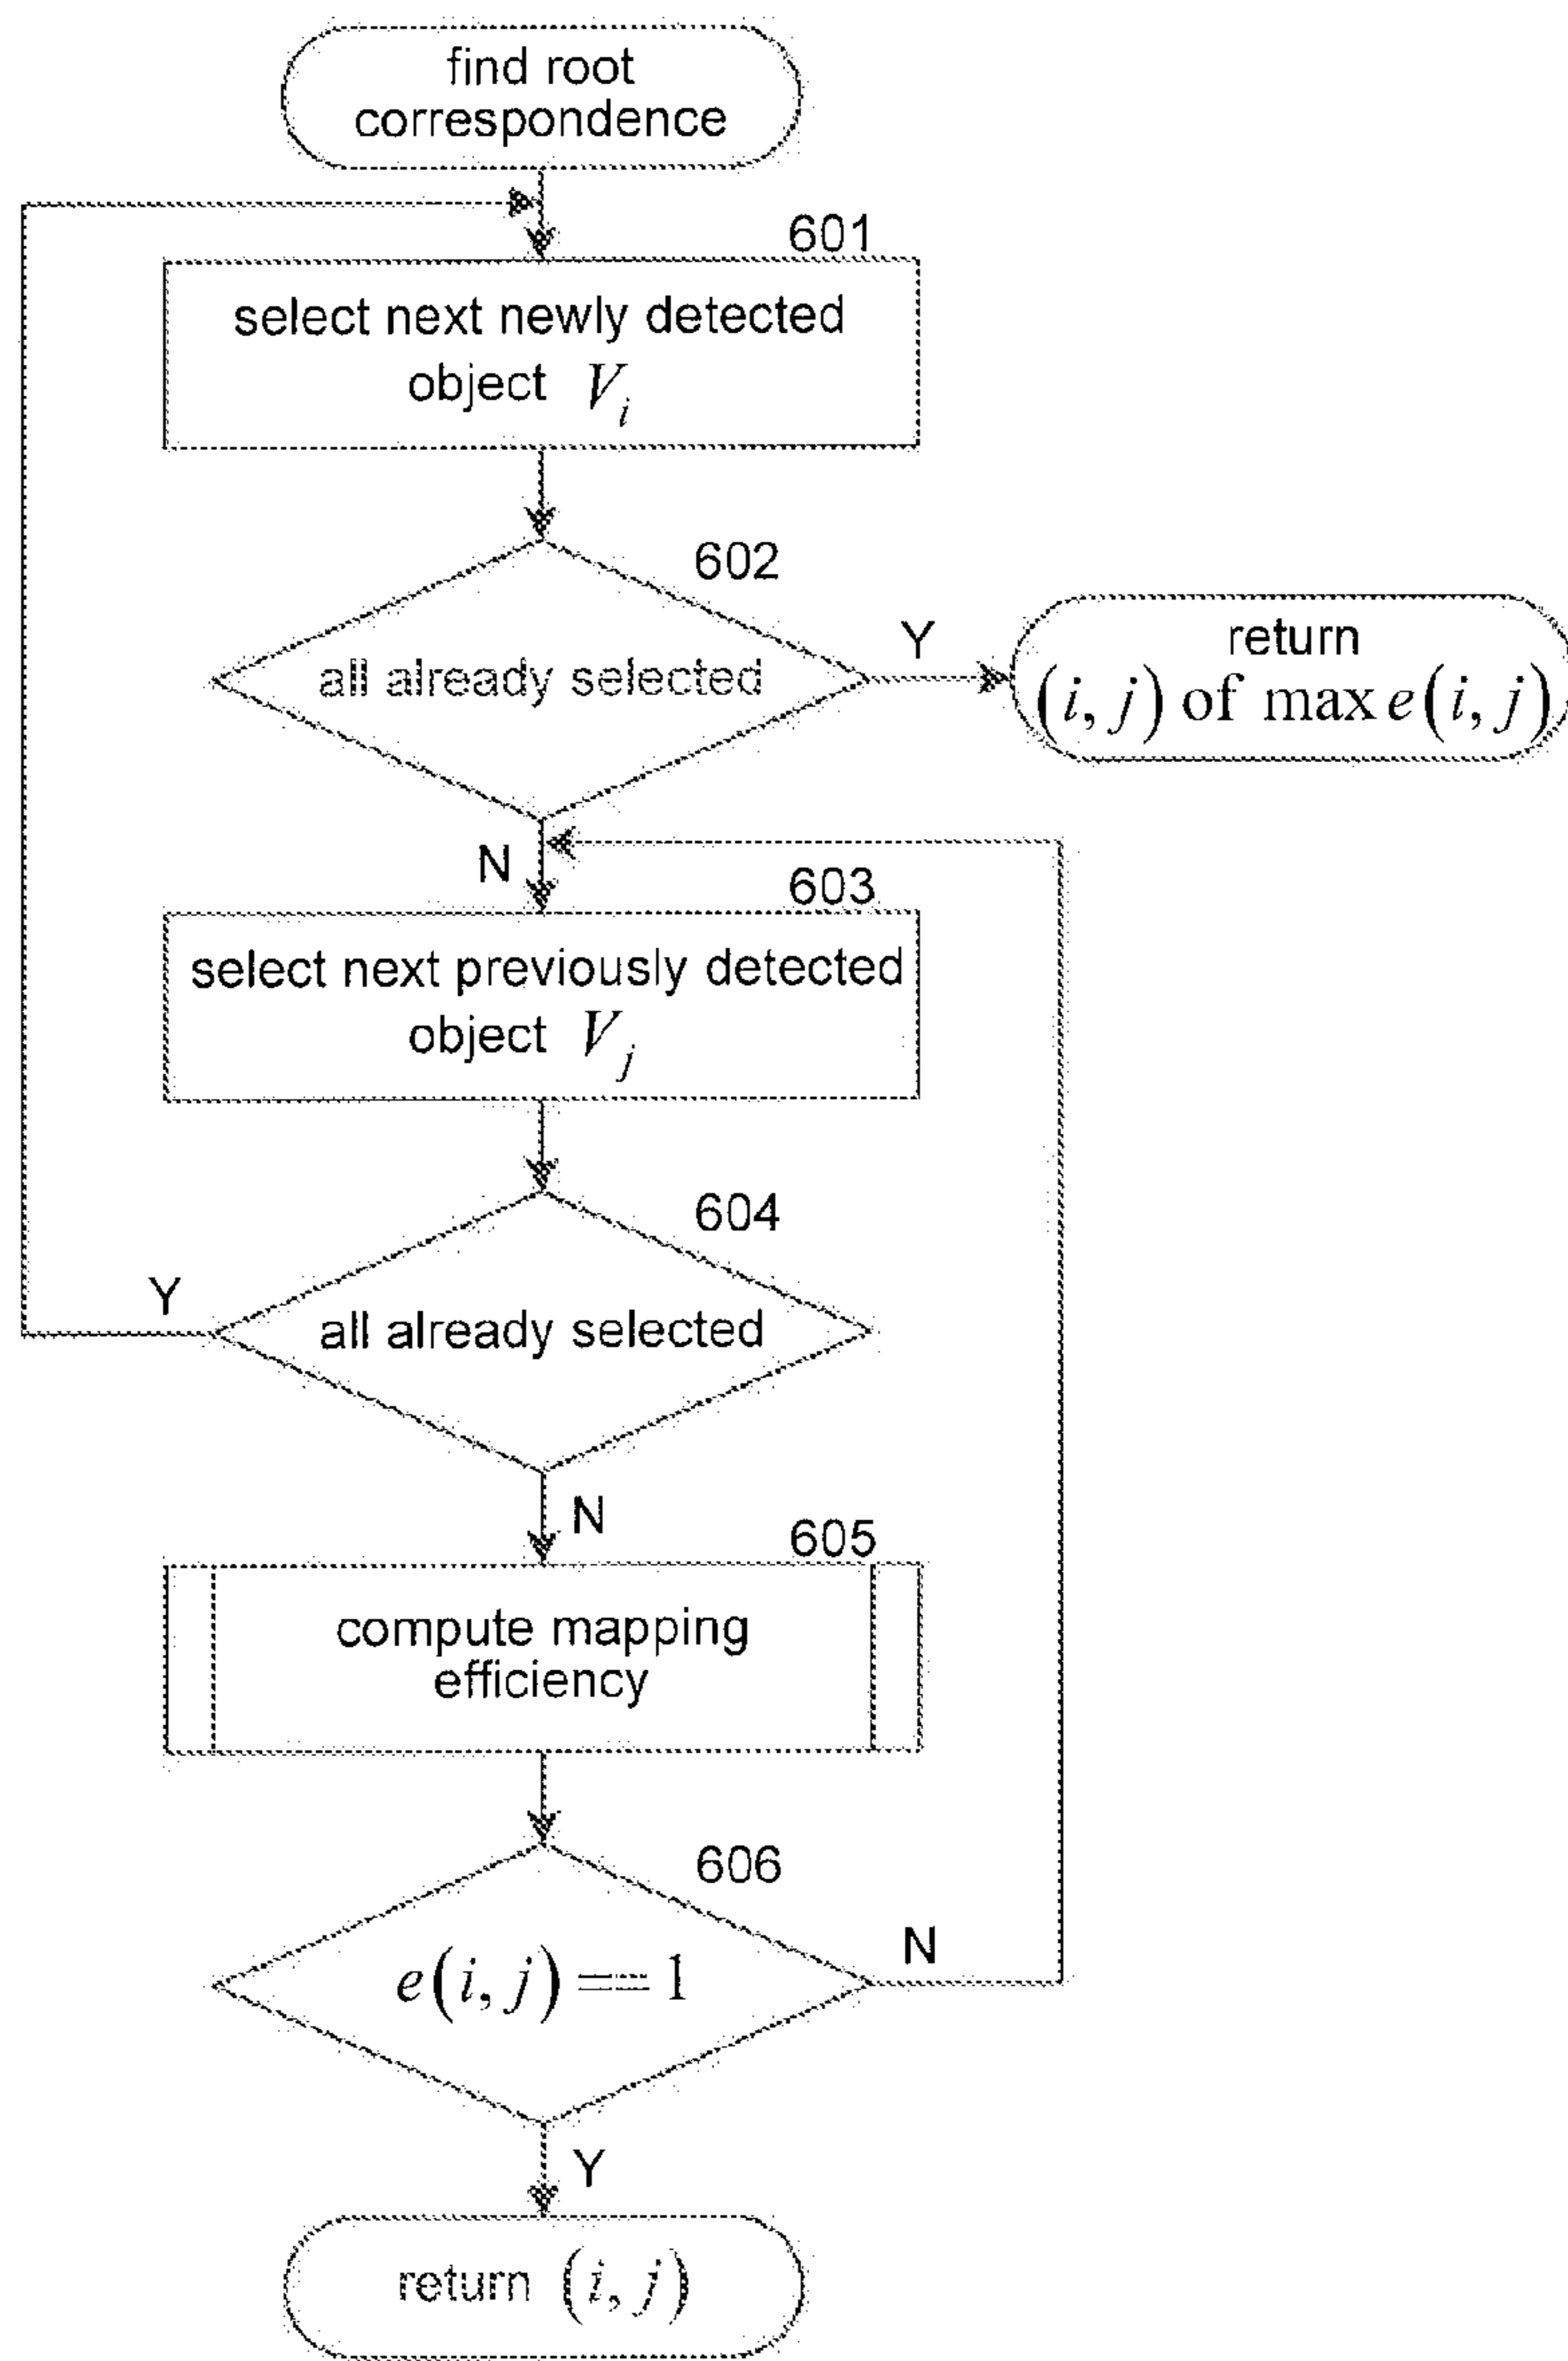 find root
correspondence
601
select next newly detected
object V_i
602
all already selected
Y
return
(i, j) of max e(i, j)
N
603
select next previously detected
object V_j
604
all already selected
Y
N
605
compute mapping
efficiency
606
e(i, j) == 1
N
Y
return (i, j)